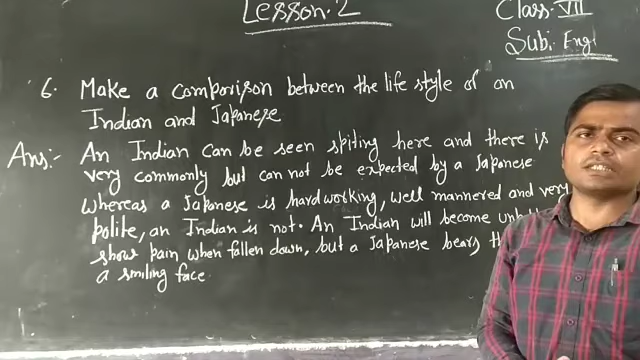 Lesson-2
Class-VII
Sub: Engl
6. Make a comparison between the life style of an
Indian and Japanese
Ans:- An Indian can be seen spiting here and there is
very commonly but can not be expected by a Japanese
whereas a Japanese is hardworking, well mannered and very
polite, an Indian is not. An Indian will become
show pain when fallen down, but a Japanese bears
a smiling face.